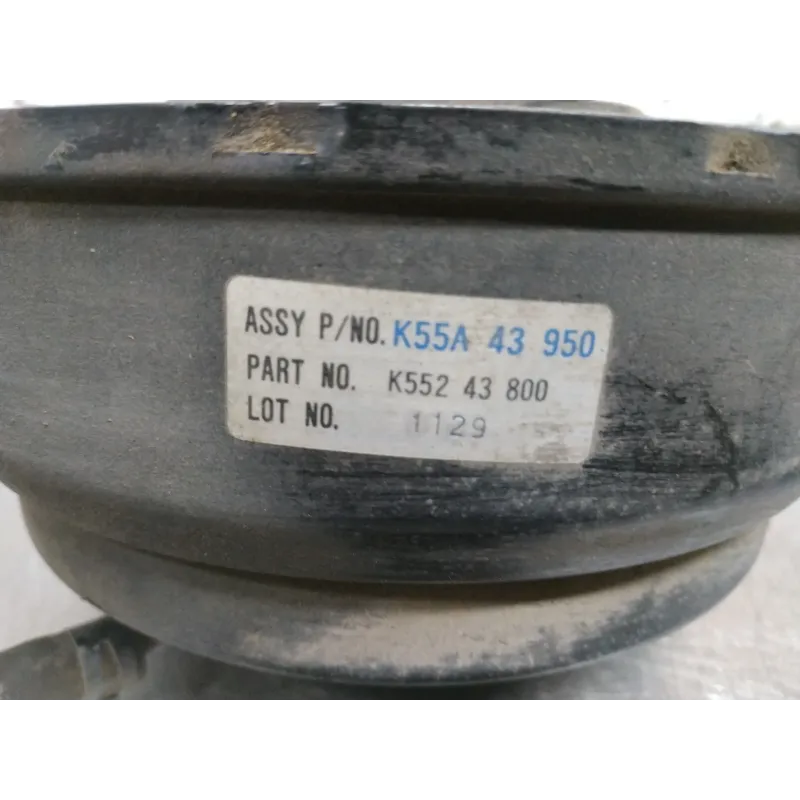 ASSY P/NO. K55A 43 950
PART NO. K552 43 800
LOT NO. 1129